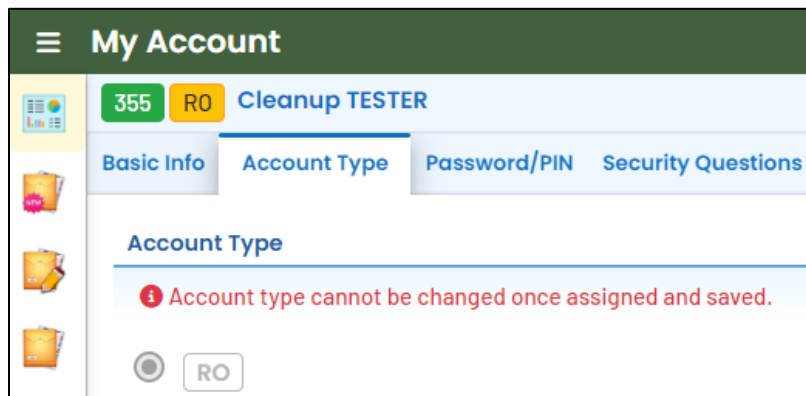 My Account
355 RO Cleanup TESTER
Basic Info Account Type Password/PIN Security Questions
Account Type
Account type cannot be changed once assigned and saved.
RO